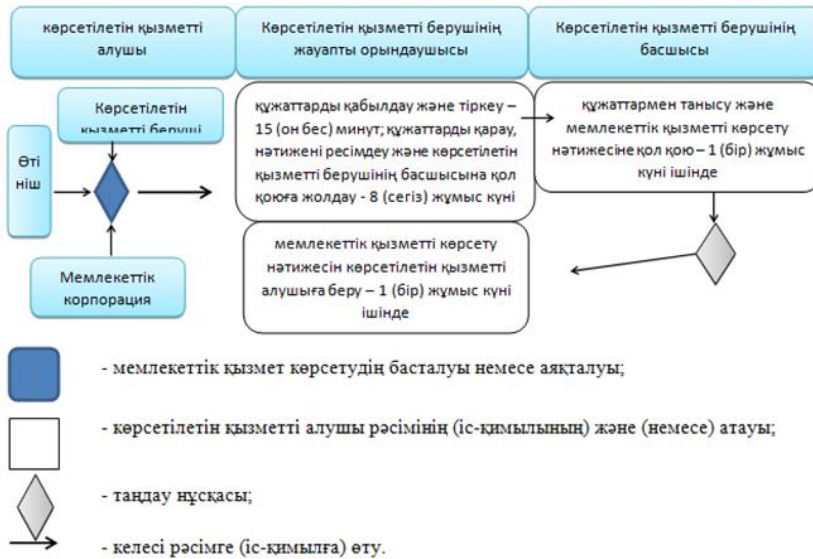 көрсетілетін қызметті
алушы
Көрсетілетін қызметті берушінің
жауапты орындаушысы
Көрсетілетін қызметті берушінің
басшысы
Көрсетілетін
қызметті беруші
Өті
ніш
Мемлекеттік
корпорация
құжаттарды қабылдау және тіркеу –
15 (он бес) минут; құжаттарды қарау,
нәтижені ресімдеу және көрсетілетін
қызметті берушінің басшысына қол
қоюға жолдау - 8 (сегіз) жұмыс күні
құжаттармен танысу және
мемлекеттік қызметті көрсету
нәтижесіне қол қою – 1 (бір) жұмыс
күні ішінде
мемлекеттік қызметті көрсету
нәтижесін көрсетілетін қызметті
алушыға беру – 1 (бір) жұмыс күні
ішінде
- мемлекеттік қызмет көрсетудің басталуы немесе аяқталуы;
- көрсетілетін қызметті алушы рәсімінің (іс-қимылының) және (немесе) атауы;
- таңдау нұсқасы;
- келесі рәсімге (іс-қимылға) өту.